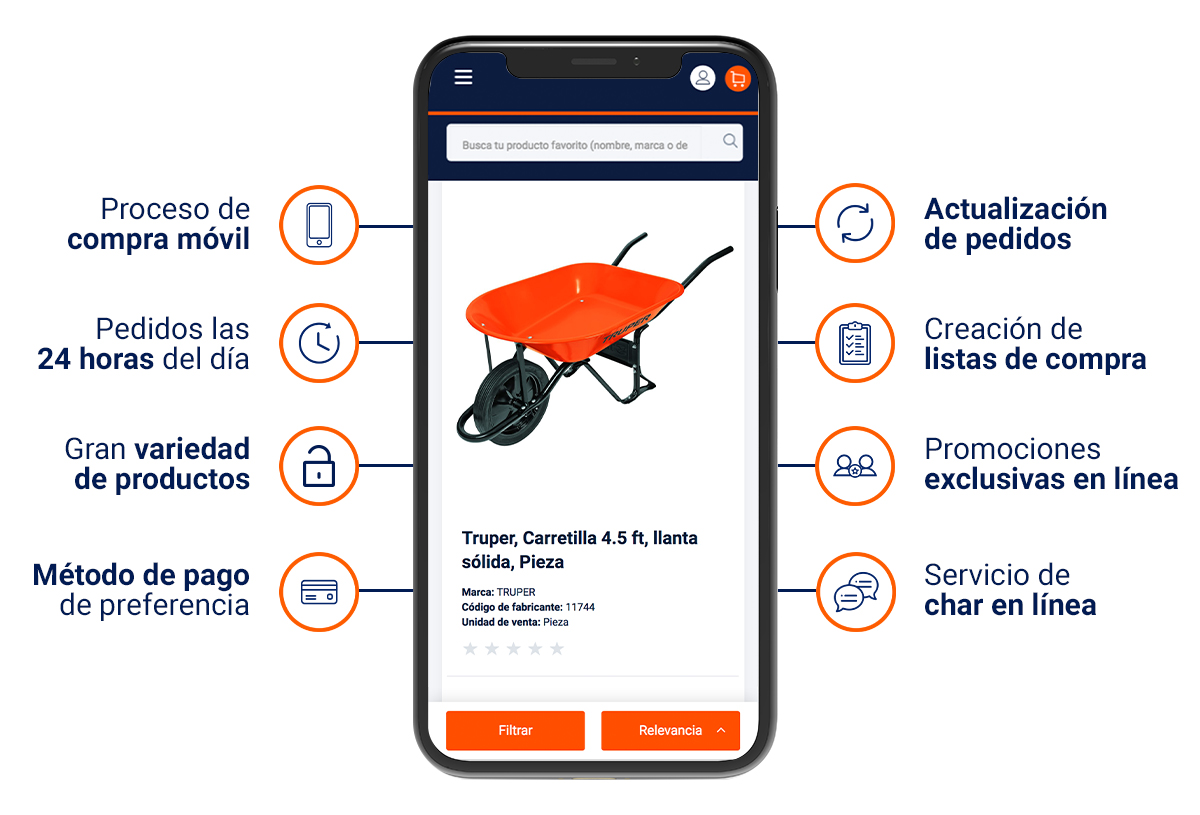 Proceso de
compra móvil
Pedidos las
24 horas del día
Gran variedad
de productos
Método de pago
de preferencia
Busca tu producto favorito (nombre, marca o de
TRUPER
Truper, Carretilla 4.5 ft, llanta
sólida, Pieza
Marca: TRUPER
Código de fabricante: 11744
Unidad de venta: Pieza
Filtrar
Relevancia
Actualización
de pedidos
Creación de
listas de compra
Promociones
exclusivas en línea
Servicio de
char en línea